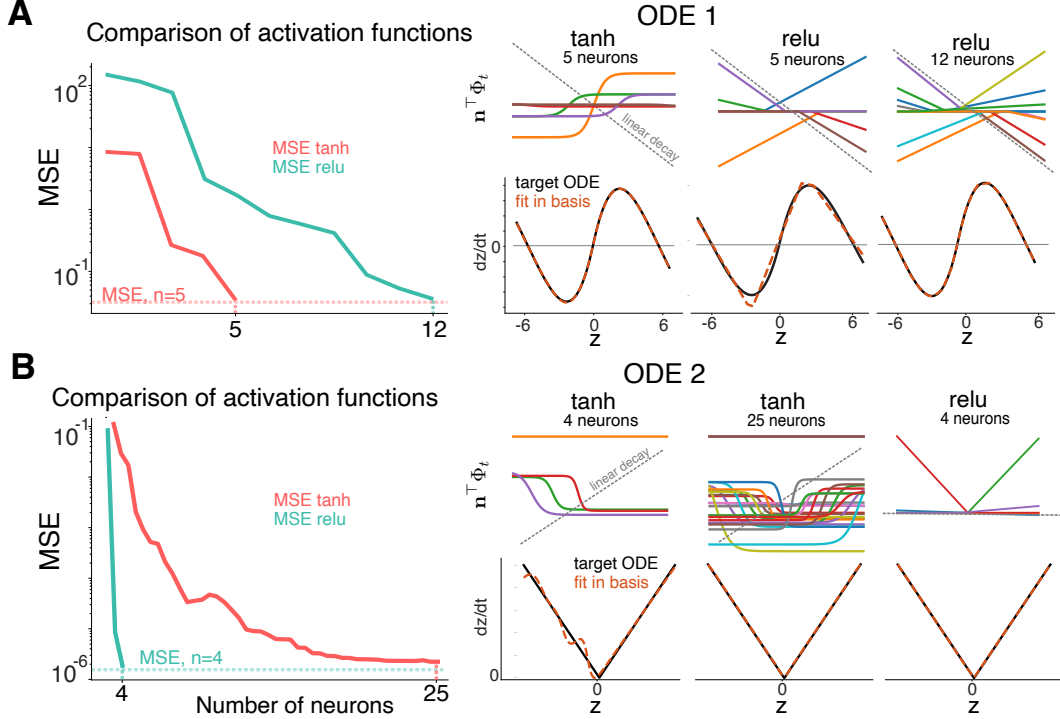 A
Comparison of activation functions
10²
10⁻¹
MSE
MSE tanh
MSE relu
MSE, n=5
5
12
ODE 1
tanh
5 neurons
relu
5 neurons
relu
12 neurons
n⊤Φt
linear decay
target ODE
fit in basis
dz/dt
0
-6
0
6
z
-6
0
6
z
-6
0
6
z
B
Comparison of activation functions
10⁻¹
10⁻⁶
MSE
MSE tanh
MSE relu
MSE, n=4
4
25
Number of neurons
ODE 2
tanh
4 neurons
tanh
25 neurons
relu
4 neurons
n⊤Φt
linear decay
target ODE
fit in basis
dz/dt
0
0
z
0
z
0
z